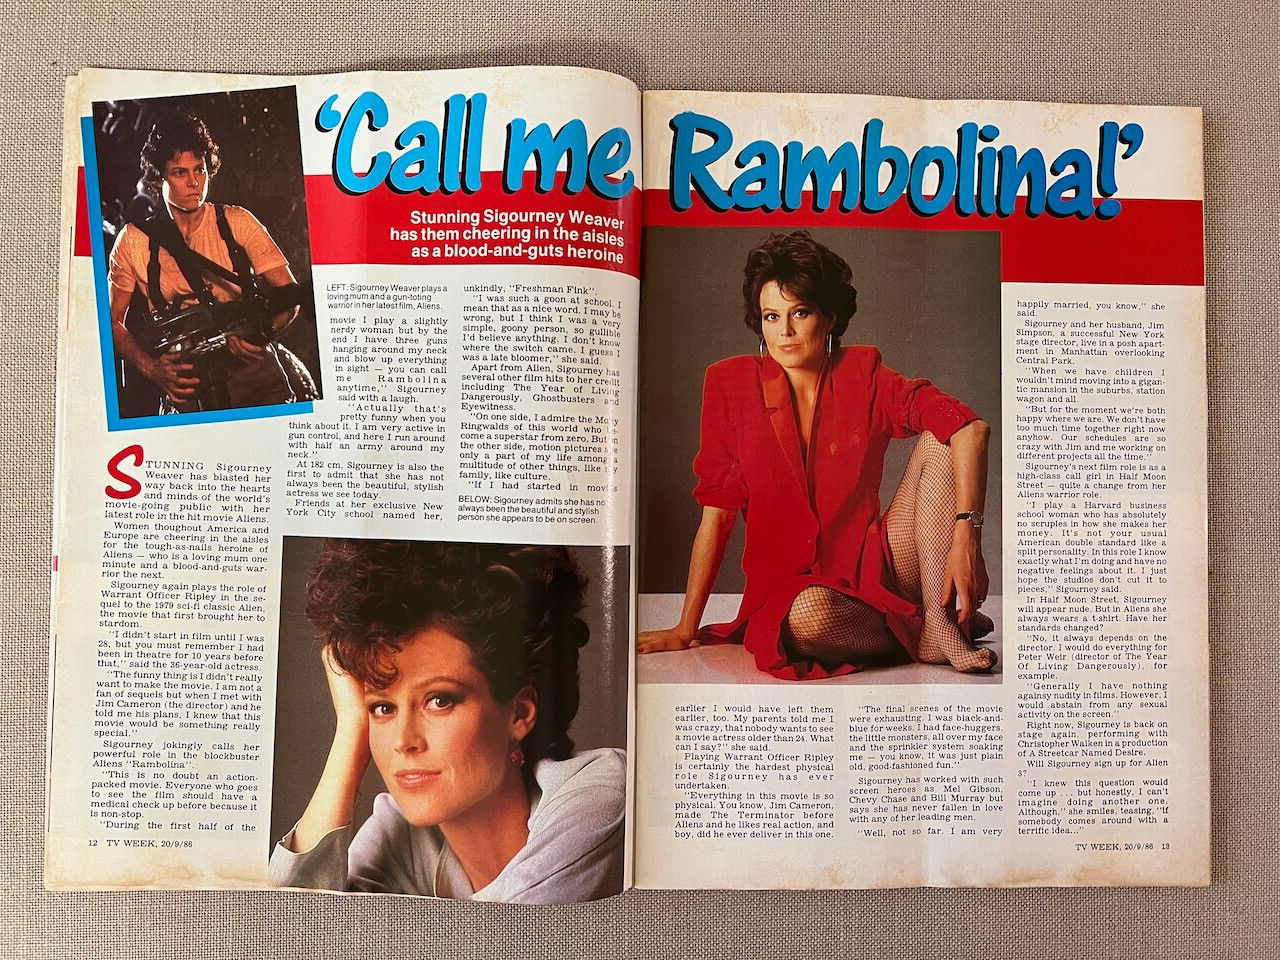 'Call me Rambolina!'
Stunning Sigourney Weaver
has them cheering in the aisles
as a blood-and-guts heroine
LEFT: Sigourney Weaver plays a
loving mum and a gun-toting
warrior in her latest film, Aliens.
STUNNING Sigourney
Weaver has blasted her
way back into the hearts
and minds of the world's
movie-going public with her
latest role in the hit movie Aliens.
Women thoughout America and
Europe are cheering in the aisles
for the tough-as-nails heroine of
Aliens — who is a loving mum one
minute and a blood-and-guts war-
rior the next.
Sigourney again plays the role of
Warrant Officer Ripley in the se-
quel to the 1979 sci-fi classic Alien,
the movie that first brought her to
stardom.
"I didn't start in film until I was
28, but you must remember I had
been in theatre for 10 years before
that," said the 36-year-old actress.
"The funny thing is I didn't really
want to make the movie. I am not a
fan of sequels but when I met with
Jim Cameron (the director) and he
told me his plans, I knew that this
movie would be something really
special."
Sigourney jokingly calls her
powerful role in the blockbuster
Aliens "Rambolina".
"This is no doubt an action-
packed movie. Everyone who goes
to see the film should have a
medical check up before because it
is non-stop.
"During the first half of the
movie I play a slightly
nerdy woman but by the
end I have three guns
hanging around my neck
and blow up everything
in sight — you can call
me Rambolina
anytime," Sigourney
said with a laugh.
"Actually that's
pretty funny when you
think about it. I am very active in
gun control, and here I run around
with half an army around my
neck."
At 182 cm, Sigourney is also the
first to admit that she has not
always been the beautiful, stylish
actress we see today.
Friends at her exclusive New
York City school named her,
unkindly, "Freshman Fink".
"I was such a goon at school. I
mean that as a nice word. I may be
wrong, but I think I was a very
simple, goony person, so gullible
I'd believe anything. I don't know
where the switch came. I guess I
was a late bloomer," she said.
Apart from Alien, Sigourney has
several other film hits to her credit
including The Year of Living
Dangerously, Ghostbusters and
Eyewitness.
"On one side, I admire the Molly
Ringwalds of this world who be-
come a superstar from zero. But on
the other side, motion pictures are
only a part of my life among a
multitude of other things, like my
family, like culture.
"If I had started in movies
BELOW: Sigourney admits she has not
always been the beautiful and stylish
person she appears to be on screen.
12 TV WEEK, 20/9/86
earlier I would have left them
earlier, too. My parents told me I
was crazy, that nobody wants to see
a movie actress older than 24. What
can I say?" she said.
Playing Warrant Officer Ripley
is certainly the hardest physical
role Sigourney has ever
undertaken.
"Everything in this movie is so
physical. You know, Jim Cameron,
made The Terminator before
Aliens and he likes real action, and
boy, did he ever deliver in this one.
"The final scenes of the movie
were exhausting. I was black-and-
blue for weeks. I had face-huggers,
the little monsters, all over my face
and the sprinkler system soaking
me — you know, it was just plain
old, good-fashioned fun."
Sigourney has worked with such
screen heroes as Mel Gibson,
Chevy Chase and Bill Murray but
says she has never fallen in love
with any of her leading men.
"Well, not so far. I am very
happily married, you know," she
said.
Sigourney and her husband, Jim
Simpson, a successful New York
stage director, live in a posh apart-
ment in Manhattan overlooking
Central Park.
"When we have children I
wouldn't mind moving into a gigan-
tic mansion in the suburbs, station
wagon and all.
"But for the moment we're both
happy where we are. We don't have
too much time together right now
anyhow. Our schedules are so
crazy with Jim and me working on
different projects all the time."
Sigourney's next film role is as a
high-class call girl in Half Moon
Street — quite a change from her
Aliens warrior role.
"I play a Harvard business
school woman who has absolutely
no scruples in how she makes her
money. It's not your usual
American double standard like a
split personality. In this role I know
exactly what I'm doing and have no
negative feelings about it. I just
hope the studios don't cut it to
pieces," Sigourney said.
In Half Moon Street, Sigourney
will appear nude. But in Aliens she
always wears a t-shirt. Have her
standards changed?
"No, it always depends on the
director. I would do everything for
Peter Weir (director of The Year
Of Living Dangerously), for
example.
"Generally I have nothing
againsy nudity in films. However, I
would abstain from any sexual
activity on the screen."
Right now, Sigourney is back on
stage again, performing with
Christopher Walken in a production
of A Streetcar Named Desire.
Will Sigourney sign up for Alien
3?
"I knew this question would
come up . . . but honestly, I can't
imagine doing another one.
Although," she smiles, teasing, "If
somebody comes around with a
terrific idea..."
TV WEEK, 20/9/86 13